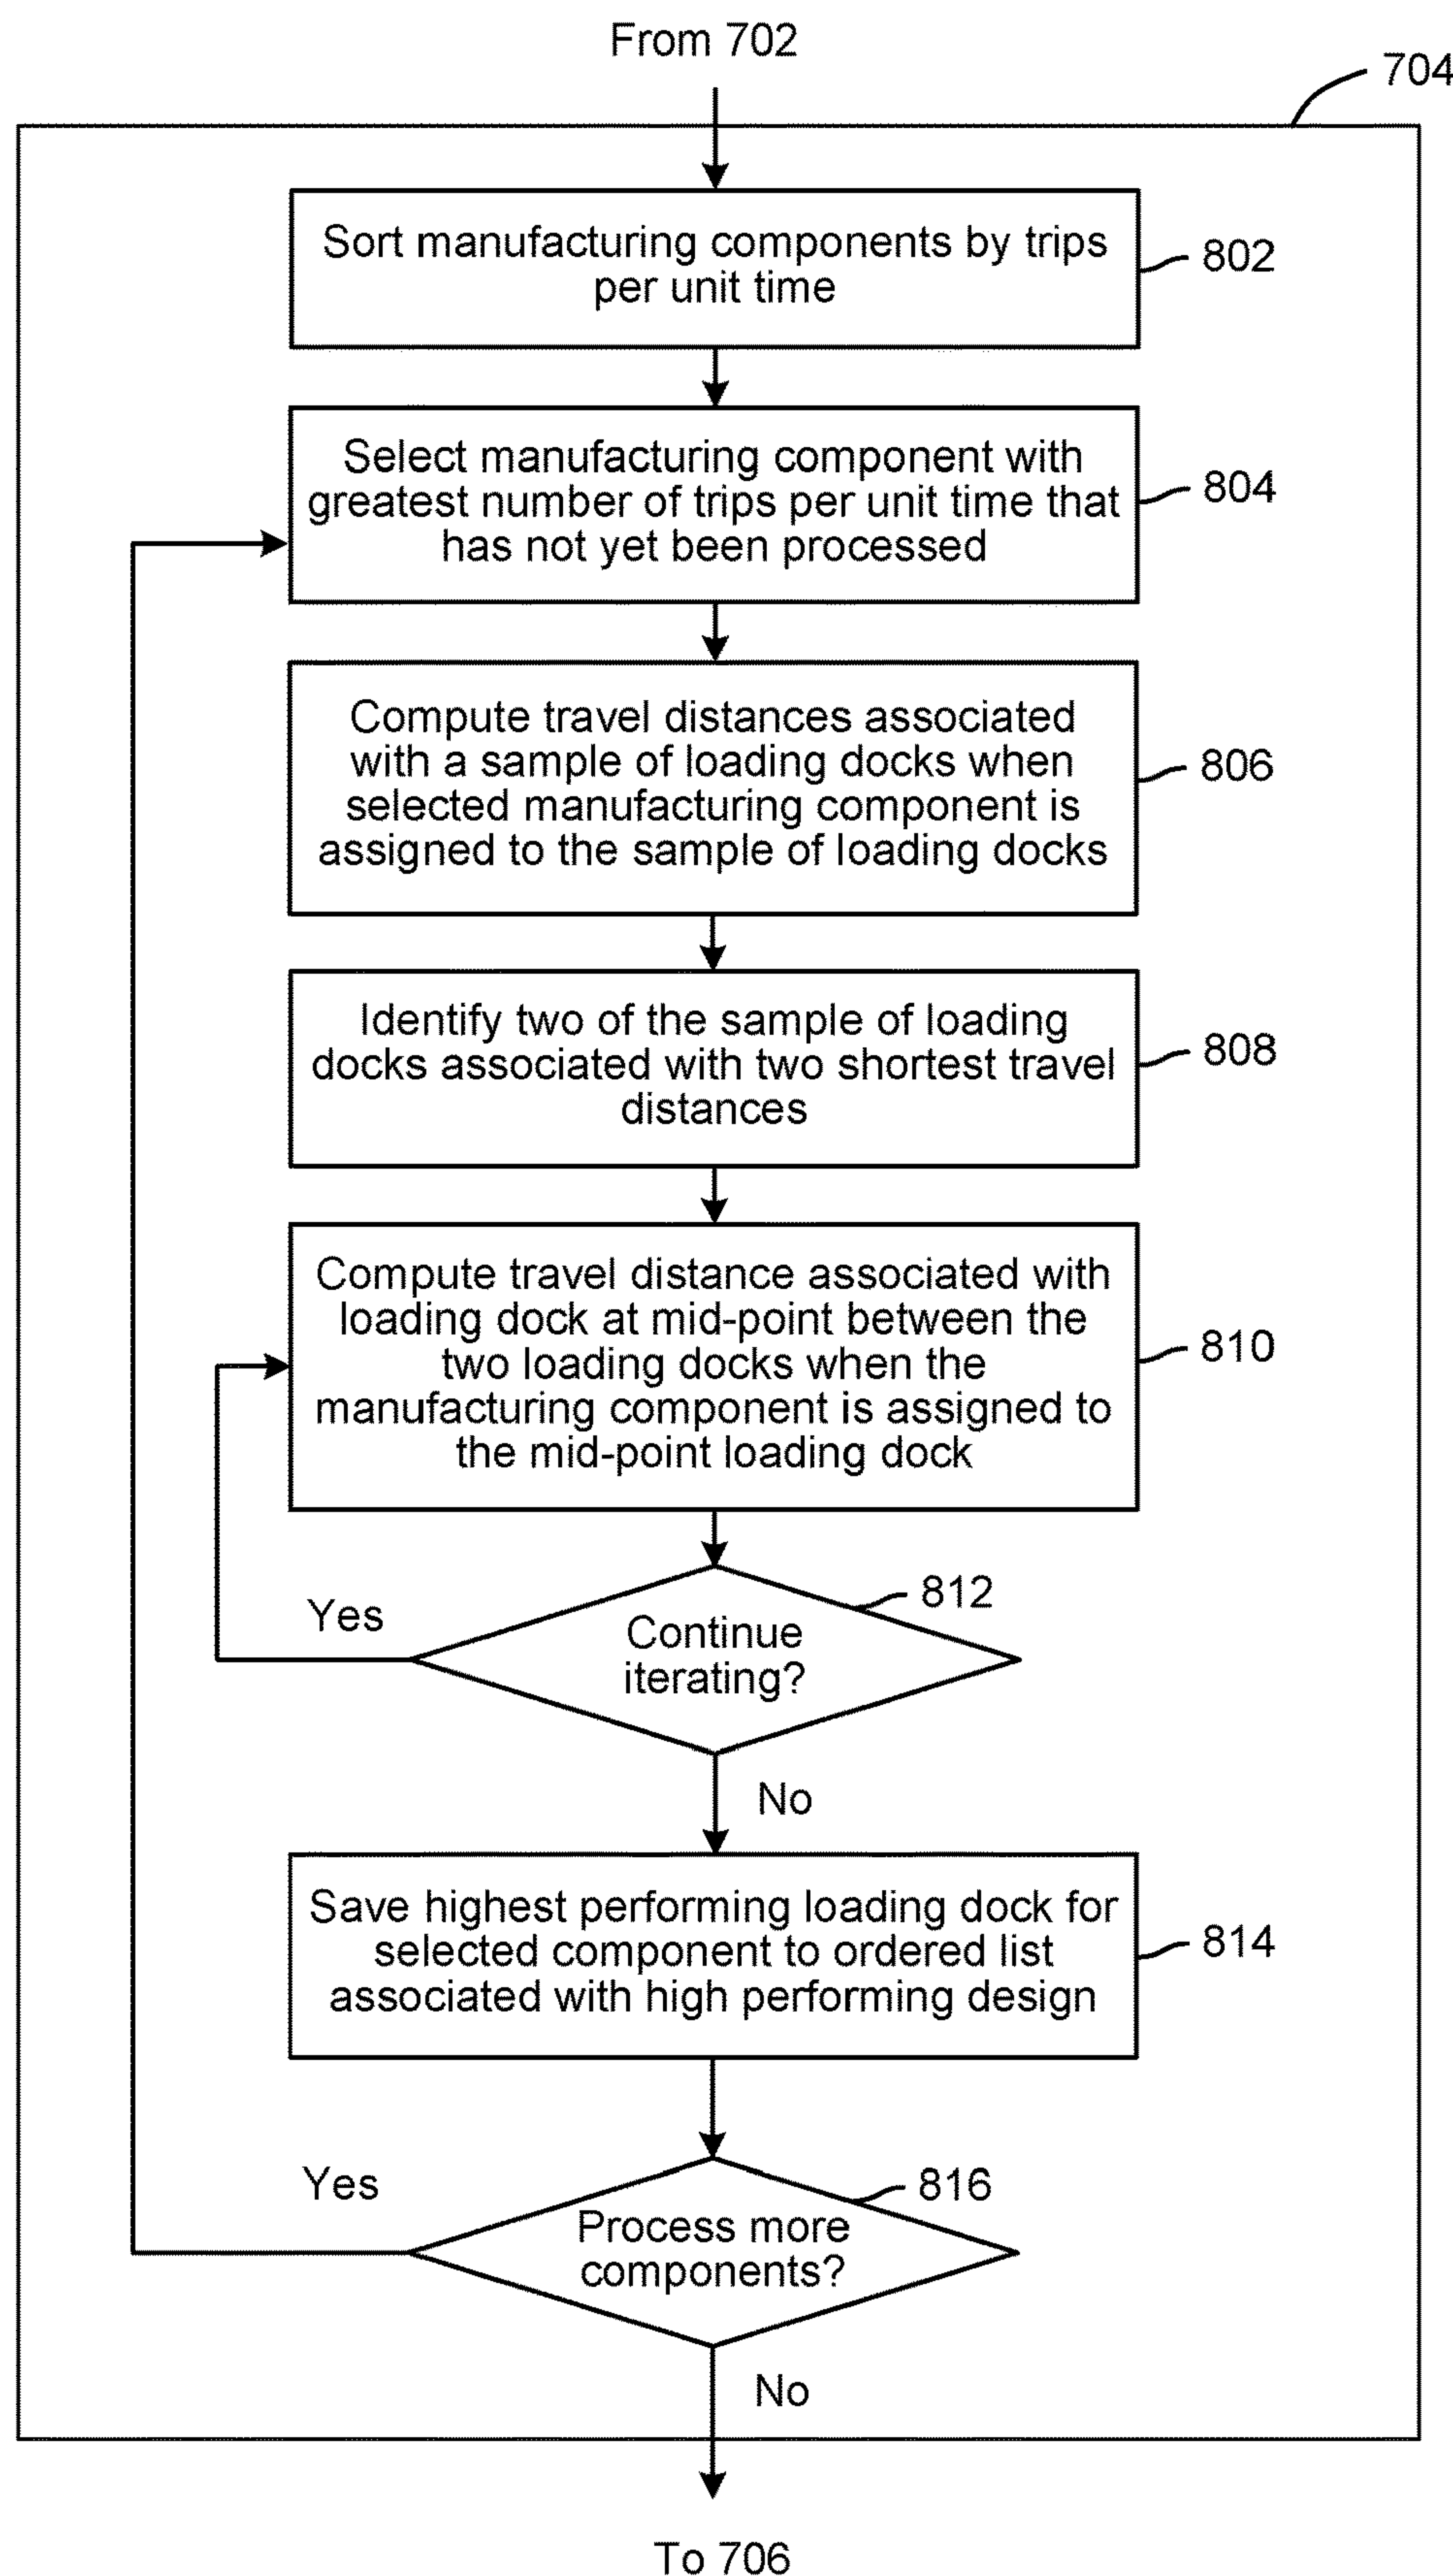 From 702
704
Sort manufacturing components by trips
per unit time
802
Select manufacturing component with
greatest number of trips per unit time that
has not yet been processed
804
Compute travel distances associated
with a sample of loading docks when
selected manufacturing component is
assigned to the sample of loading docks
806
Identify two of the sample of loading
docks associated with two shortest travel
distances
808
Compute travel distance associated with
loading dock at mid-point between the
two loading docks when the
manufacturing component is assigned to
the mid-point loading dock
810
812
Yes
Continue
iterating?
No
Save highest performing loading dock for
selected component to ordered list
associated with high performing design
814
Yes
816
Process more
components?
No
To 706